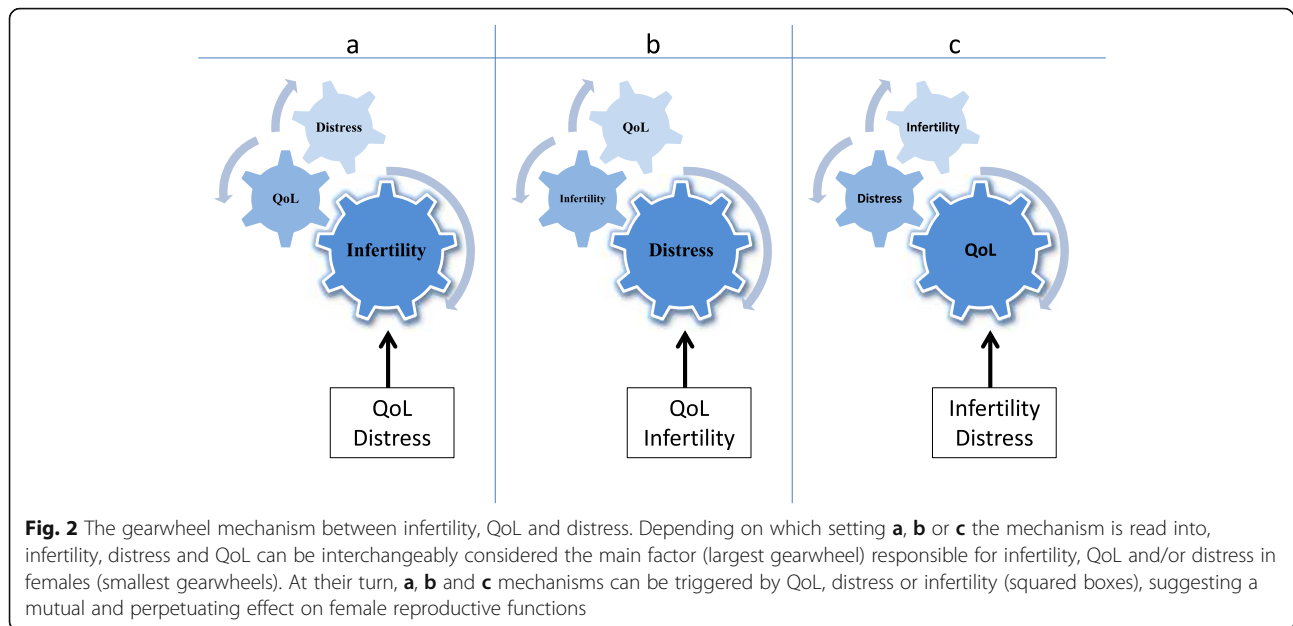 a
b
c
Distress
QoL
Infertility
QoL
Distress
QoL
Infertility
Distress
QoL
Infertility
Infertility
Distress
QoL
Infertility
Distress
Fig. 2 The gearwheel mechanism between infertility, QoL and distress. Depending on which setting a, b or c the mechanism is read into,
infertility, distress and QoL can be interchangeably considered the main factor (largest gearwheel) responsible for infertility, QoL and/or distress in
females (smallest gearwheels). At their turn, a, b and c mechanisms can be triggered by QoL, distress or infertility (squared boxes), suggesting a
mutual and perpetuating effect on female reproductive functions